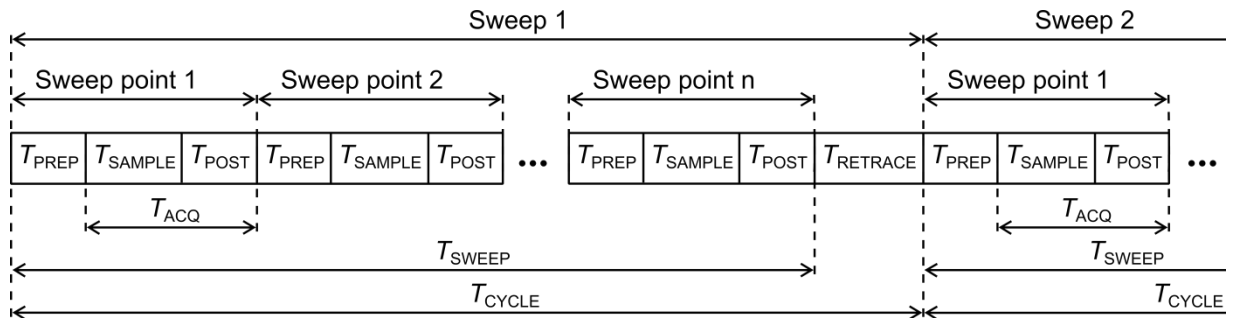 Sweep 1 Sweep 2
Sweep point 1 Sweep point 2 Sweep point n Sweep point 1
TPREP TSAMPLE TPOST TPREP TSAMPLE TPOST ... TPREP TSAMPLE TPOST TRETRACE TPREP TSAMPLE TPOST ...
TACQ TACQ
TSWEEP TSWEEP
TCYCLE TCYCLE